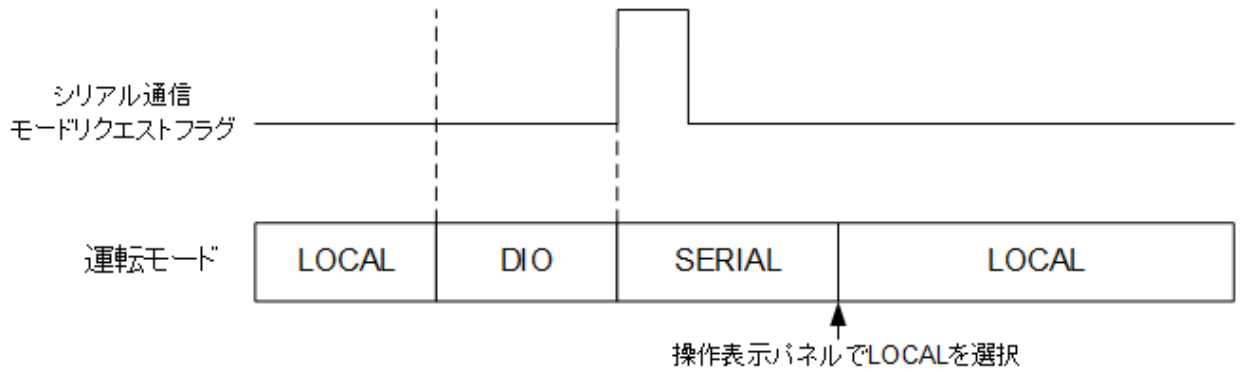 シリアル通信
モードリクエストフラグ
運転モード
LOCAL
DIO
SERIAL
LOCAL
操作表示パネルでLOCALを選択